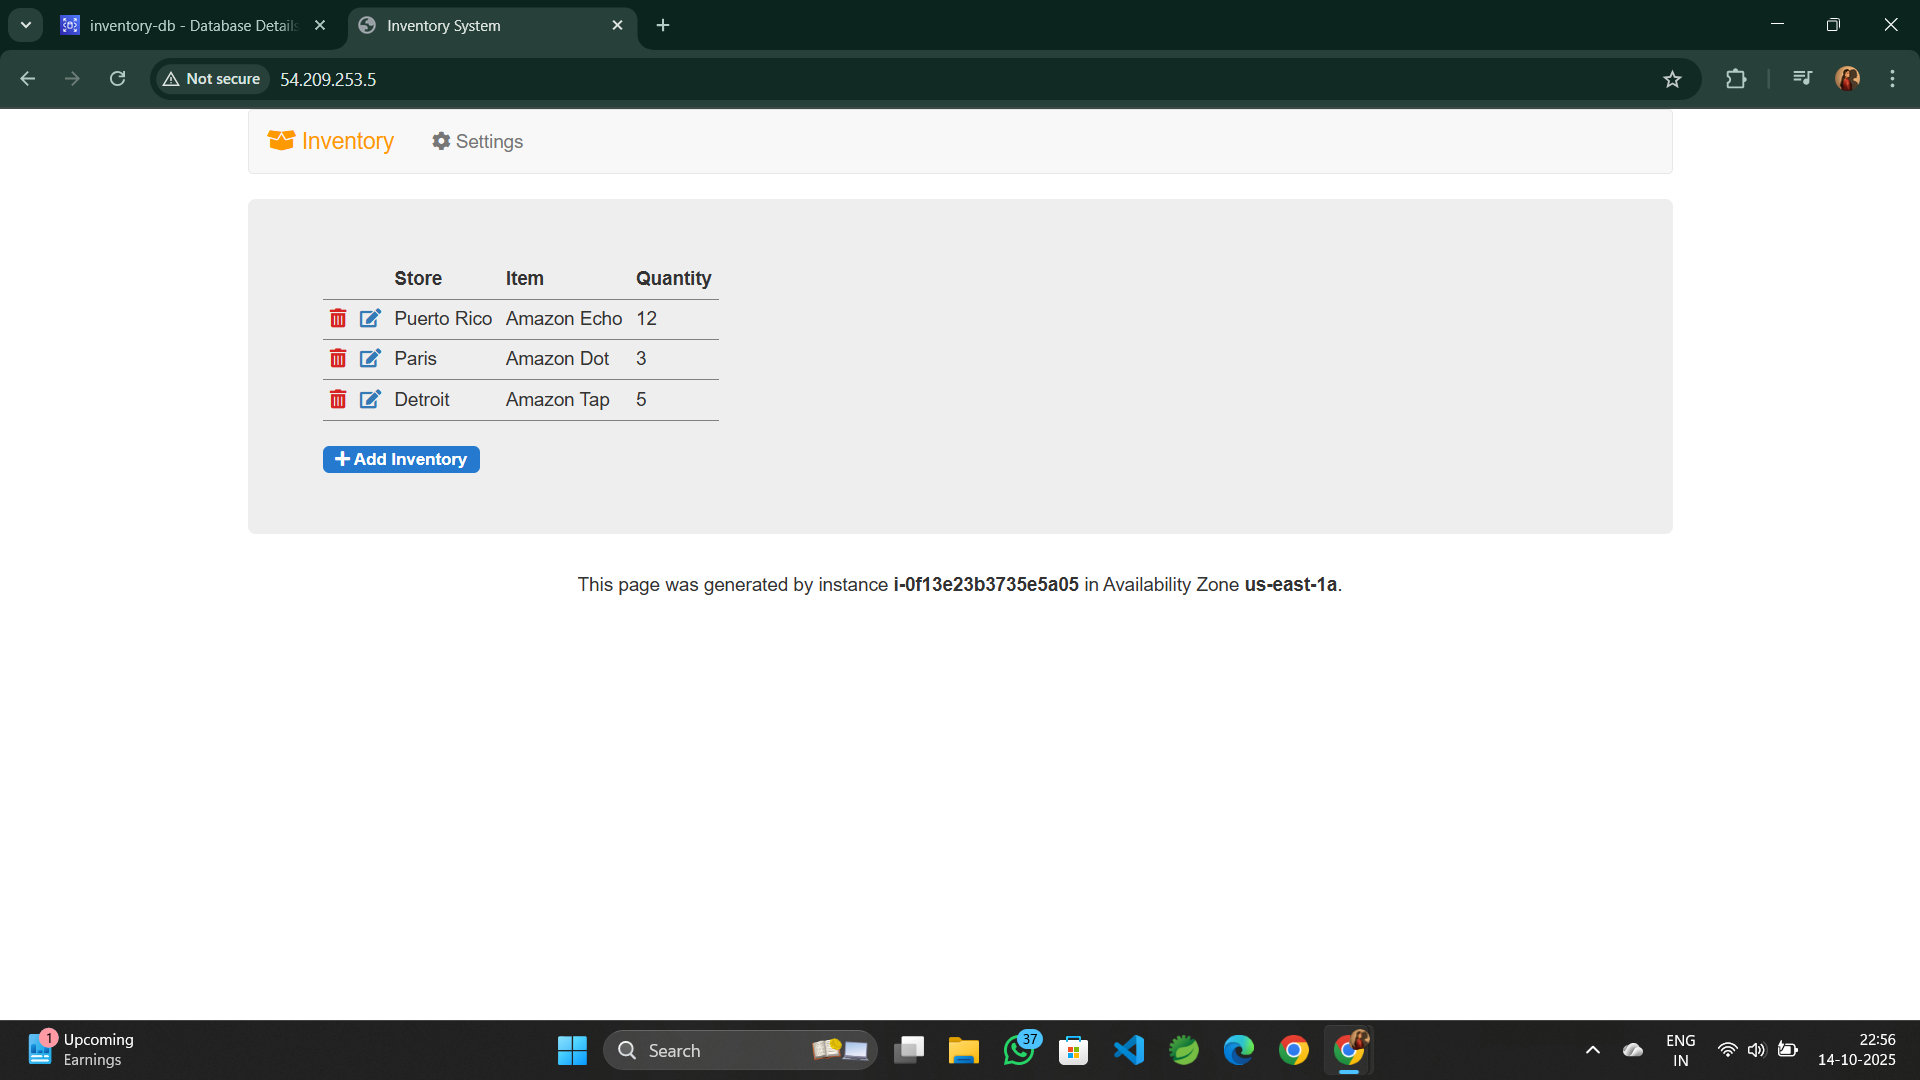 inventory-db - Database Details
Inventory System
Not secure
54.209.253.5
Inventory
Settings
Store Item Quantity
Puerto Rico Amazon Echo 12
Paris Amazon Dot 3
Detroit Amazon Tap 5
Add Inventory
This page was generated by instance i-0f13e23b3735e5a05 in Availability Zone us-east-1a.
1
Upcoming
Earnings
Search
37
ENG
IN
22:56
14-10-2025